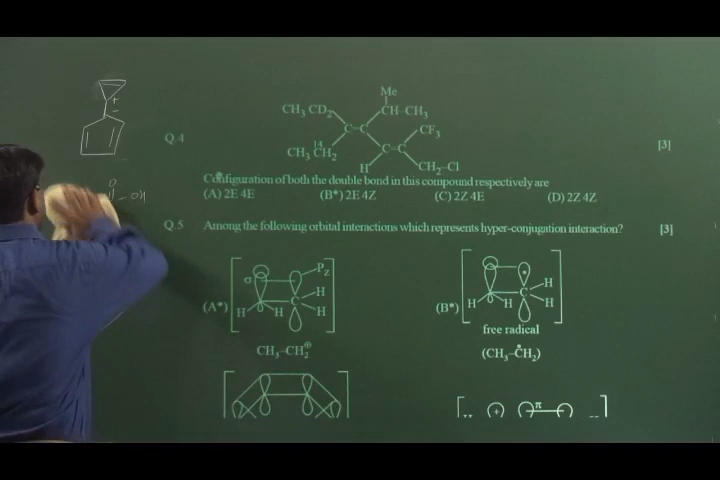 +
–
O
– OH
Q.4
Me
CH₃ CD₂
CH–CH₃
C=C
CF₃
[3]
CH₃ ¹⁴CH₂
C=C
H
CH₂–Cl
Configuration of both the double bond in this compound respectively are
(A) 2E 4E (B*) 2E 4Z (C) 2Z 4E (D) 2Z 4Z
Q.5 Among the following orbital interactions which represents hyper-conjugation interaction? [3]
(A*) σ P_Z H H C H H
CH₃–CH₂⊕
(B*) H H C H H
free radical
(CH₃–ĊH₂)
+ π